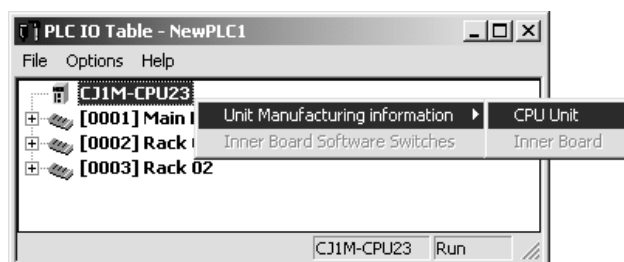 PLC IO Table - NewPLC1
File Options Help
CJ1M-CPU23
[0001] Main
Unit Manufacturing information
CPU Unit
[0002] Rack
Inner Board Software Switches
Inner Board
[0003] Rack 02
CJ1M-CPU23 Run